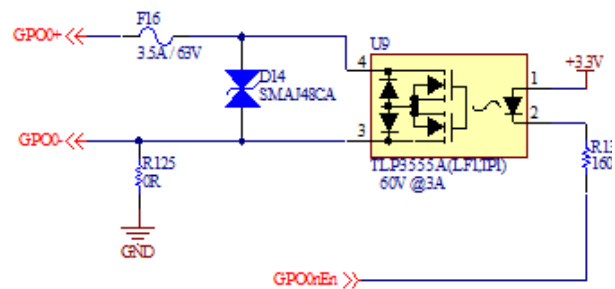 F16
GPO0+
3.5A / 63V
U9
+3.3V
4
1
D14
SMAJ48CA
2
GPO0-
3
R125
0R
TLP3555A(LF1,TP1)
60V @3A
160
GND
GPO0nEn